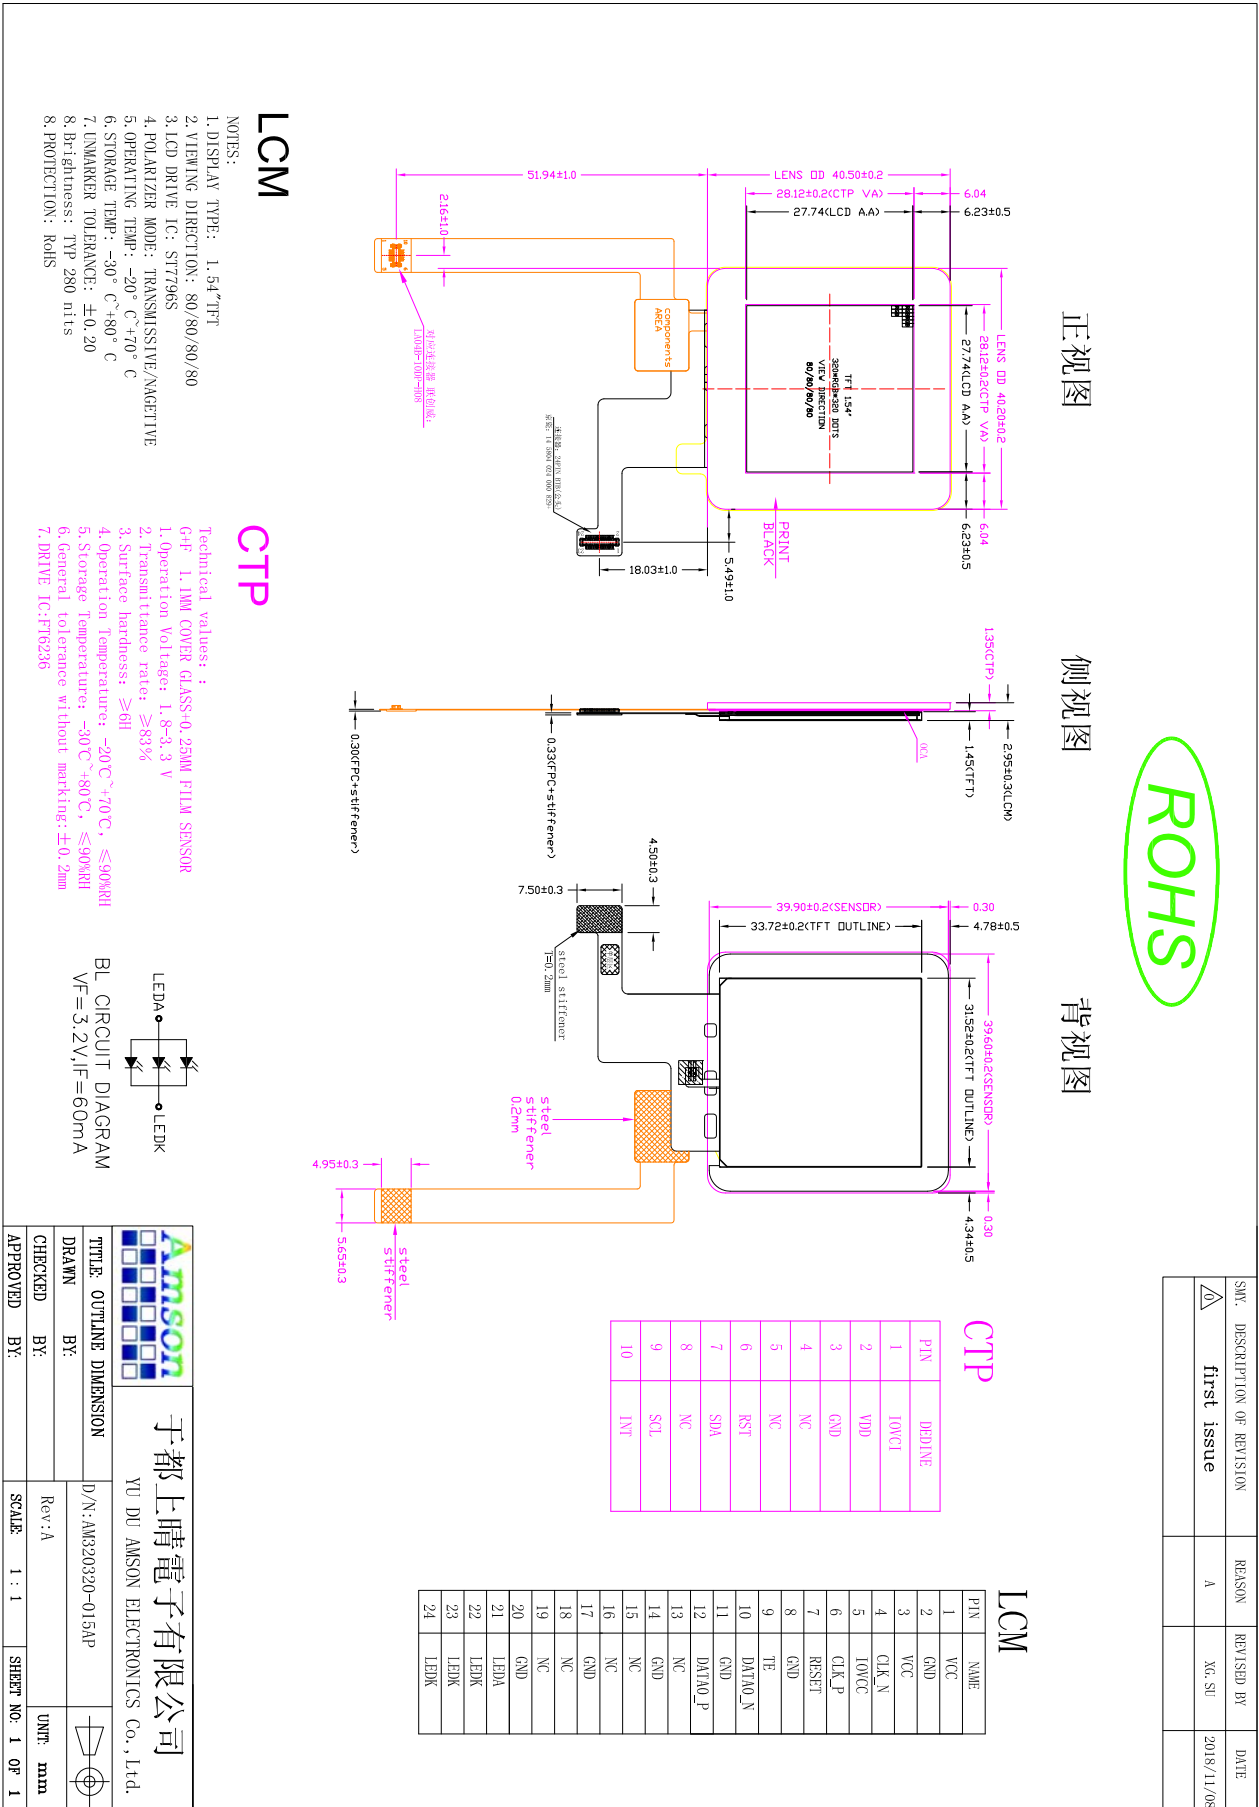 SMY. DESCRIPTION OF REVISION REASON REVISED BY DATE
0 first issue A XG.SU 2018/11/08
ROHS
正视图
侧视图
背视图
LENS OD 40.50±0.2
28.12±0.2(CTP VA)
27.74(LCD A.A)
6.04
6.23±0.5
51.94±1.0
2.16±1.0
LENS OD 40.20±0.2
28.12±0.2(CTP VA)
27.74(LCD A.A)
6.04
6.23±0.5
TFT 1.54"
320*RGB*320 DOTS
VIEW DIRECTION
80/80/80/80
components
AREA
PRINT
BLACK
5.49±1.0
18.03±1.0
1.35(CTP)
OCA
1.45(TFT)
2.95±0.3(LCM)
0.33(FPC+stiffener)
0.30(FPC+stiffener)
39.90±0.2(SENSOR)
0.30
33.72±0.2(TFT OUTLINE)
4.78±0.5
39.60±0.2(SENSOR)
31.52±0.2(TFT OUTLINE)
0.30
4.34±0.5
4.50±0.3
7.50±0.3
steel stiffener
T=0.2mm
steel
stiffener
0.2mm
4.95±0.3
5.65±0.3
steel
stiffener
CTP
PIN DEDINE
1 IOVCI
2 VDD
3 GND
4 NC
5 NC
6 RST
7 SDA
8 NC
9 SCL
10 INT
LCM
PIN NAME
1 VCC
2 GND
3 VCC
4 CLK_N
5 IOVCC
6 CLK_P
7 RESET
8 GND
9 TE
10 DATA0_N
11 GND
12 DATA0_P
13 NC
14 GND
15 NC
16 NC
17 GND
18 NC
19 NC
20 GND
21 LEDA
22 LEDK
23 LEDK
24 LEDK
LCM
NOTES:
1. DISPLAY TYPE: 1.54"TFT
2. VIEWING DIRECTION: 80/80/80/80
3. LCD DRIVE IC: ST7796S
4. POLARIZER MODE: TRANSMISSIVE/NAGETIVE
5. OPERATING TEMP: -20° C~+70° C
6. STORAGE TEMP: -30° C~+80° C
7. UNMARKER TOLERANCE: ±0.20
8. Brightness: TYP 280 nits
8. PROTECTION: RoHS
CTP
Technical values: :
G+F 1.1MM COVER GLASS+0.25MM FILM SENSOR
1. Operation Voltage: 1.8-3.3 V
2. Transmittance rate: ≥83%
3. Surface hardness: ≥6H
4. Operation Temperature: -20℃~+70℃, ≤90%RH
5. Storage Temperature: -30℃~+80℃, ≤90%RH
6. General tolerance without marking:±0.2mm
7. DRIVE IC:FT6236
LEDA
LEDK
BL CIRCUIT DIAGRAM
VF=3.2V,IF=60mA
Amson
于都上晴電子有限公司
YU DU AMSON ELECTRONICS Co.,Ltd.
TITLE: OUTLINE DIMENSION
D/N:AM320320-015AP
DRAWN BY:
CHECKED BY:
Rev:A
UNIT: mm
APPROVED BY:
SCALE: 1 : 1
SHEET NO: 1 OF 1